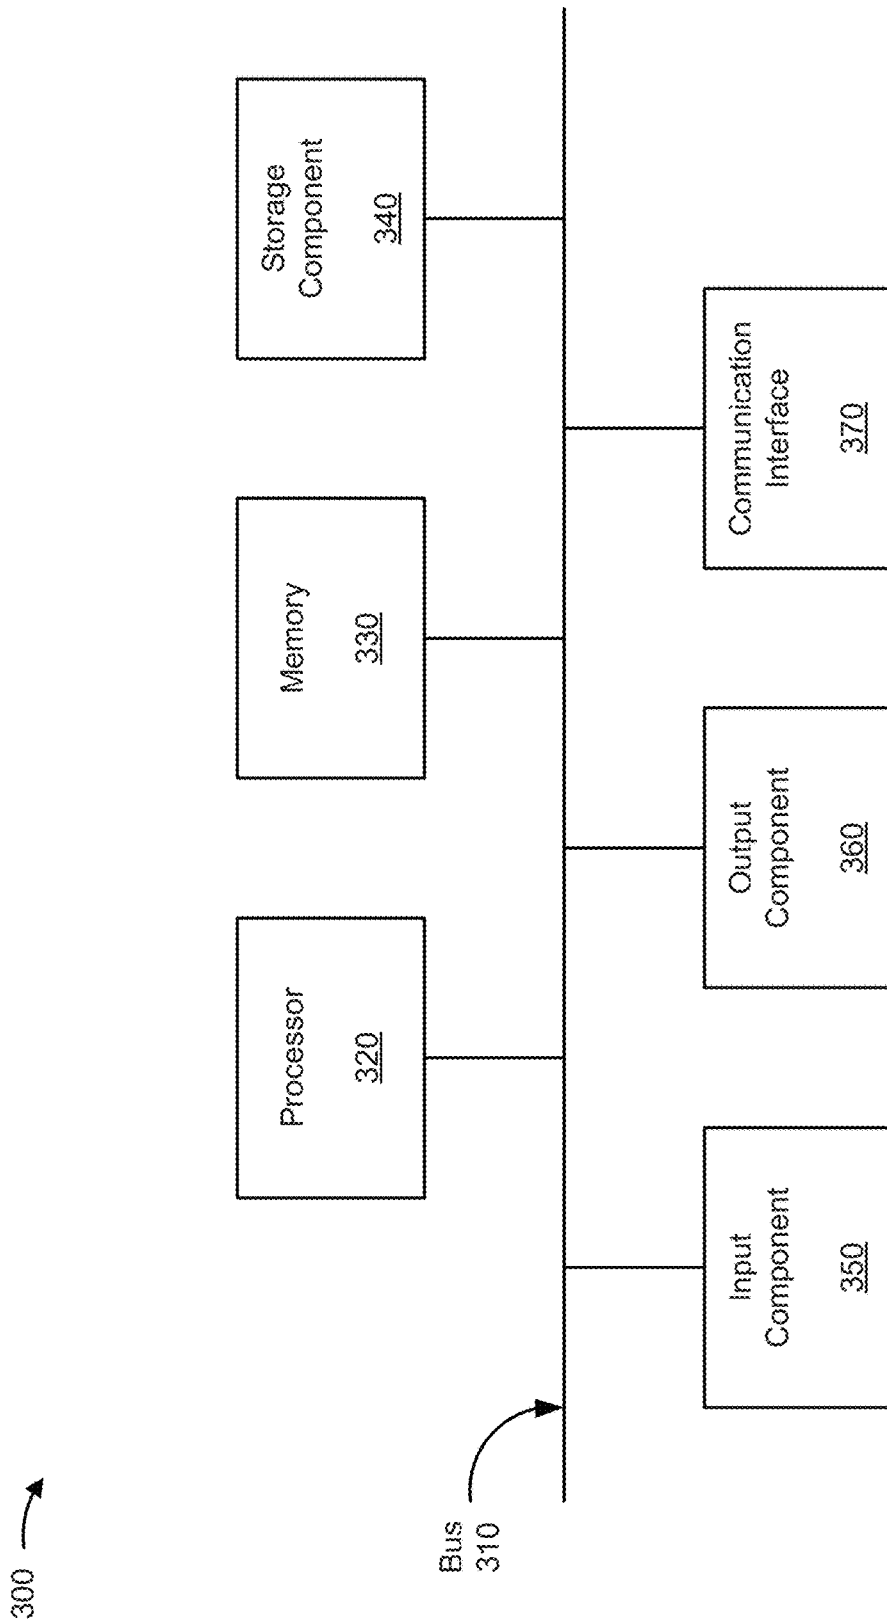 300
Processor
320
Memory
330
Storage
Component
340
Bus
310
Input
Component
350
Output
Component
360
Communication
Interface
370